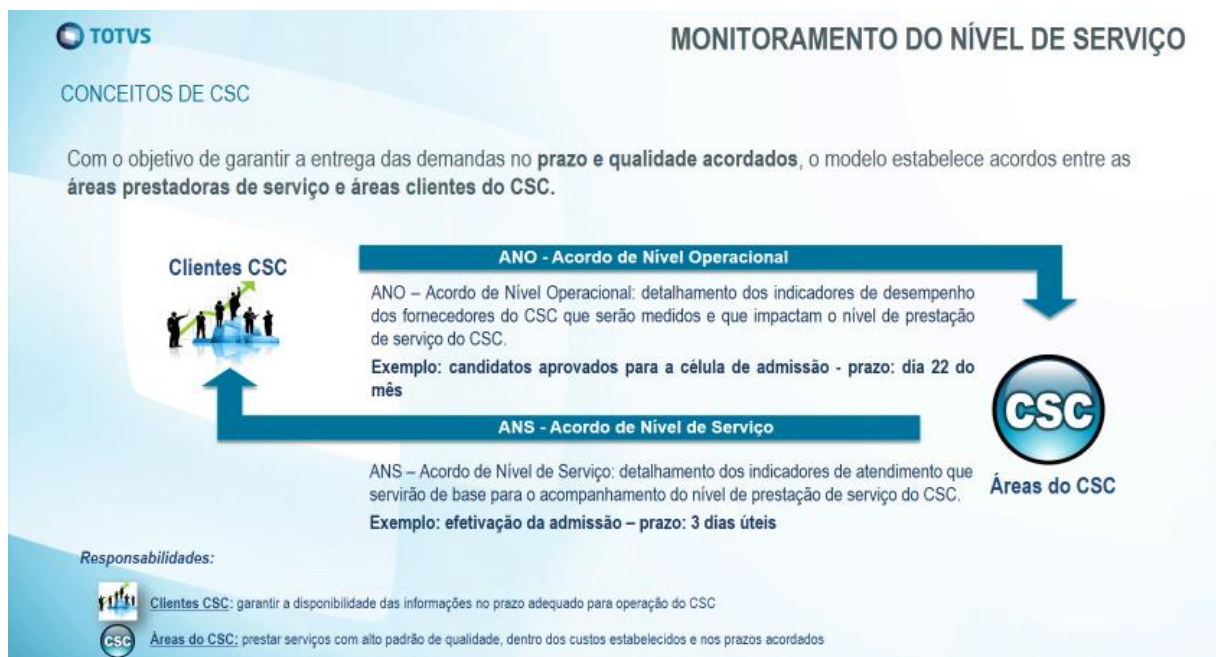 TOTVS
MONITORAMENTO DO NÍVEL DE SERVIÇO
CONCEITOS DE CSC
Com o objetivo de garantir a entrega das demandas no prazo e qualidade acordados, o modelo estabelece acordos entre as
áreas prestadoras de serviço e áreas clientes do CSC.
Clientes CSC
ANO - Acordo de Nível Operacional
ANO – Acordo de Nível Operacional: detalhamento dos indicadores de desempenho
dos fornecedores do CSC que serão medidos e que impactam o nível de prestação
de serviço do CSC.
Exemplo: candidatos aprovados para a célula de admissão - prazo: dia 22 do
mês
ANS - Acordo de Nível de Serviço
ANS – Acordo de Nível de Serviço: detalhamento dos indicadores de atendimento que
servirão de base para o acompanhamento do nível de prestação de serviço do CSC.
Exemplo: efetivação da admissão – prazo: 3 dias úteis
CSC
Áreas do CSC
Responsabilidades:
Clientes CSC: garantir a disponibilidade das informações no prazo adequado para operação do CSC
CSC
Áreas do CSC: prestar serviços com alto padrão de qualidade, dentro dos custos estabelecidos e nos prazos acordados